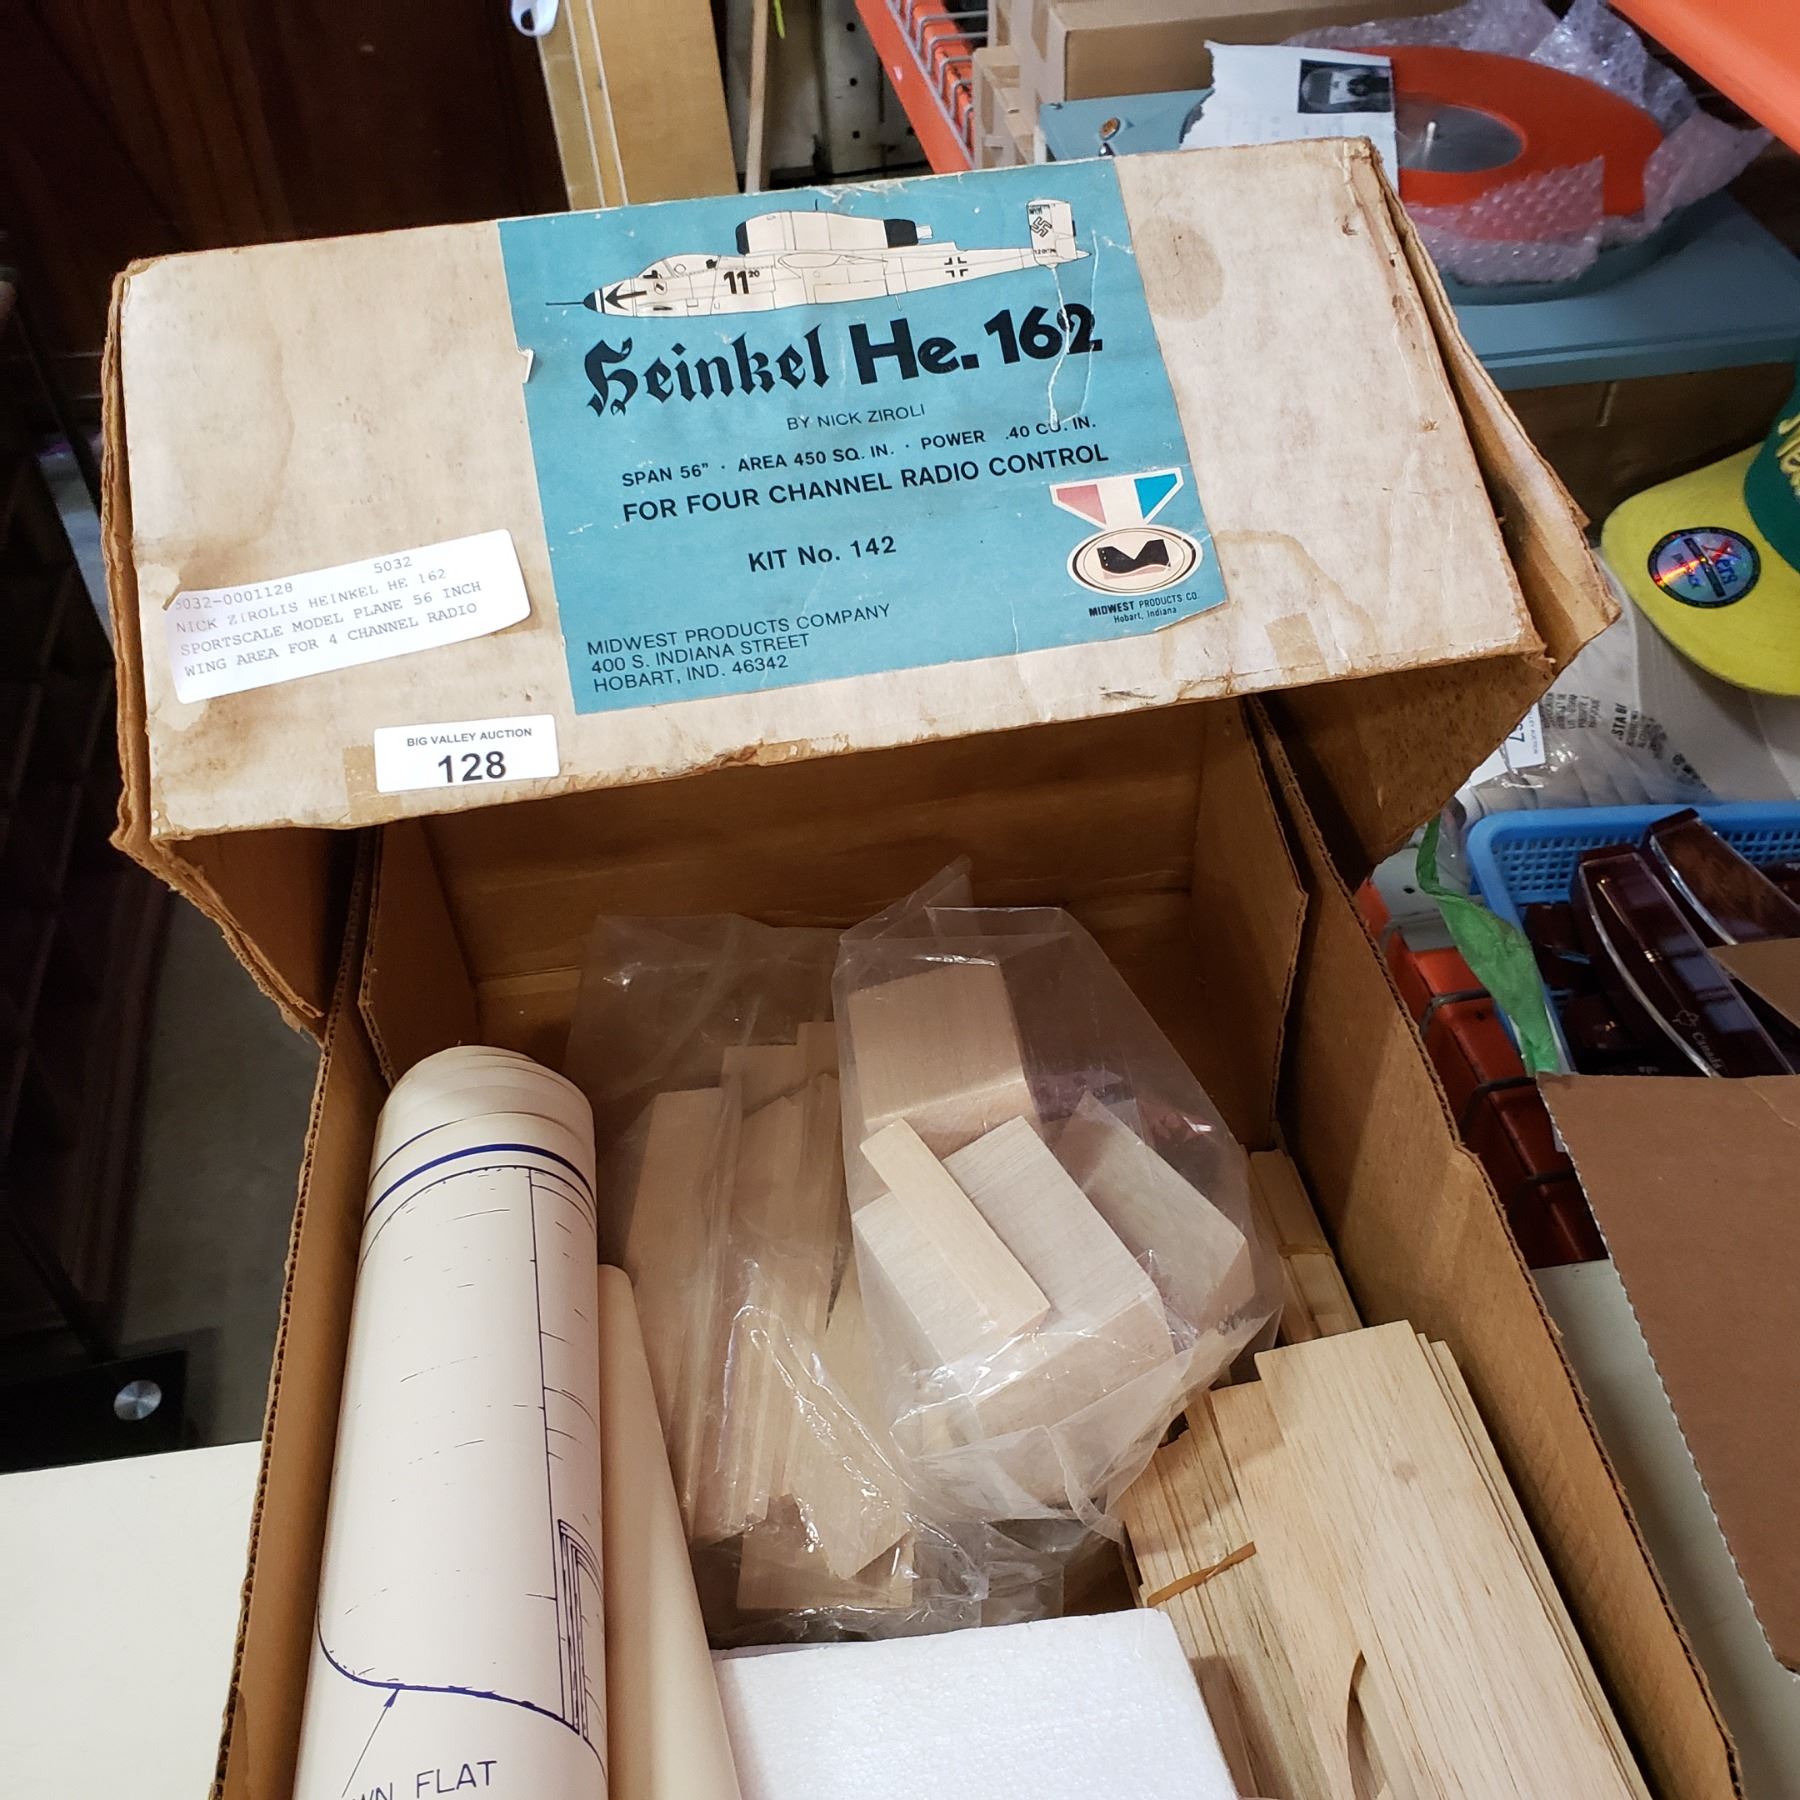 11 20
Heinkel He. 162
BY NICK ZIROLI
SPAN 56" · AREA 450 SQ. IN. · POWER .40 CU. IN.
FOR FOUR CHANNEL RADIO CONTROL
KIT No. 142
MIDWEST PRODUCTS CO.
Hobart, Indiana
MIDWEST PRODUCTS COMPANY
400 S. INDIANA STREET
HOBART, IND. 46342
5032-0001128 5032
NICK ZIROLIS HEINKEL HE 162
SPORTSCALE MODEL PLANE 56 INCH
WING AREA FOR 4 CHANNEL RADIO
BIG VALLEY AUCTION
128
FLAT